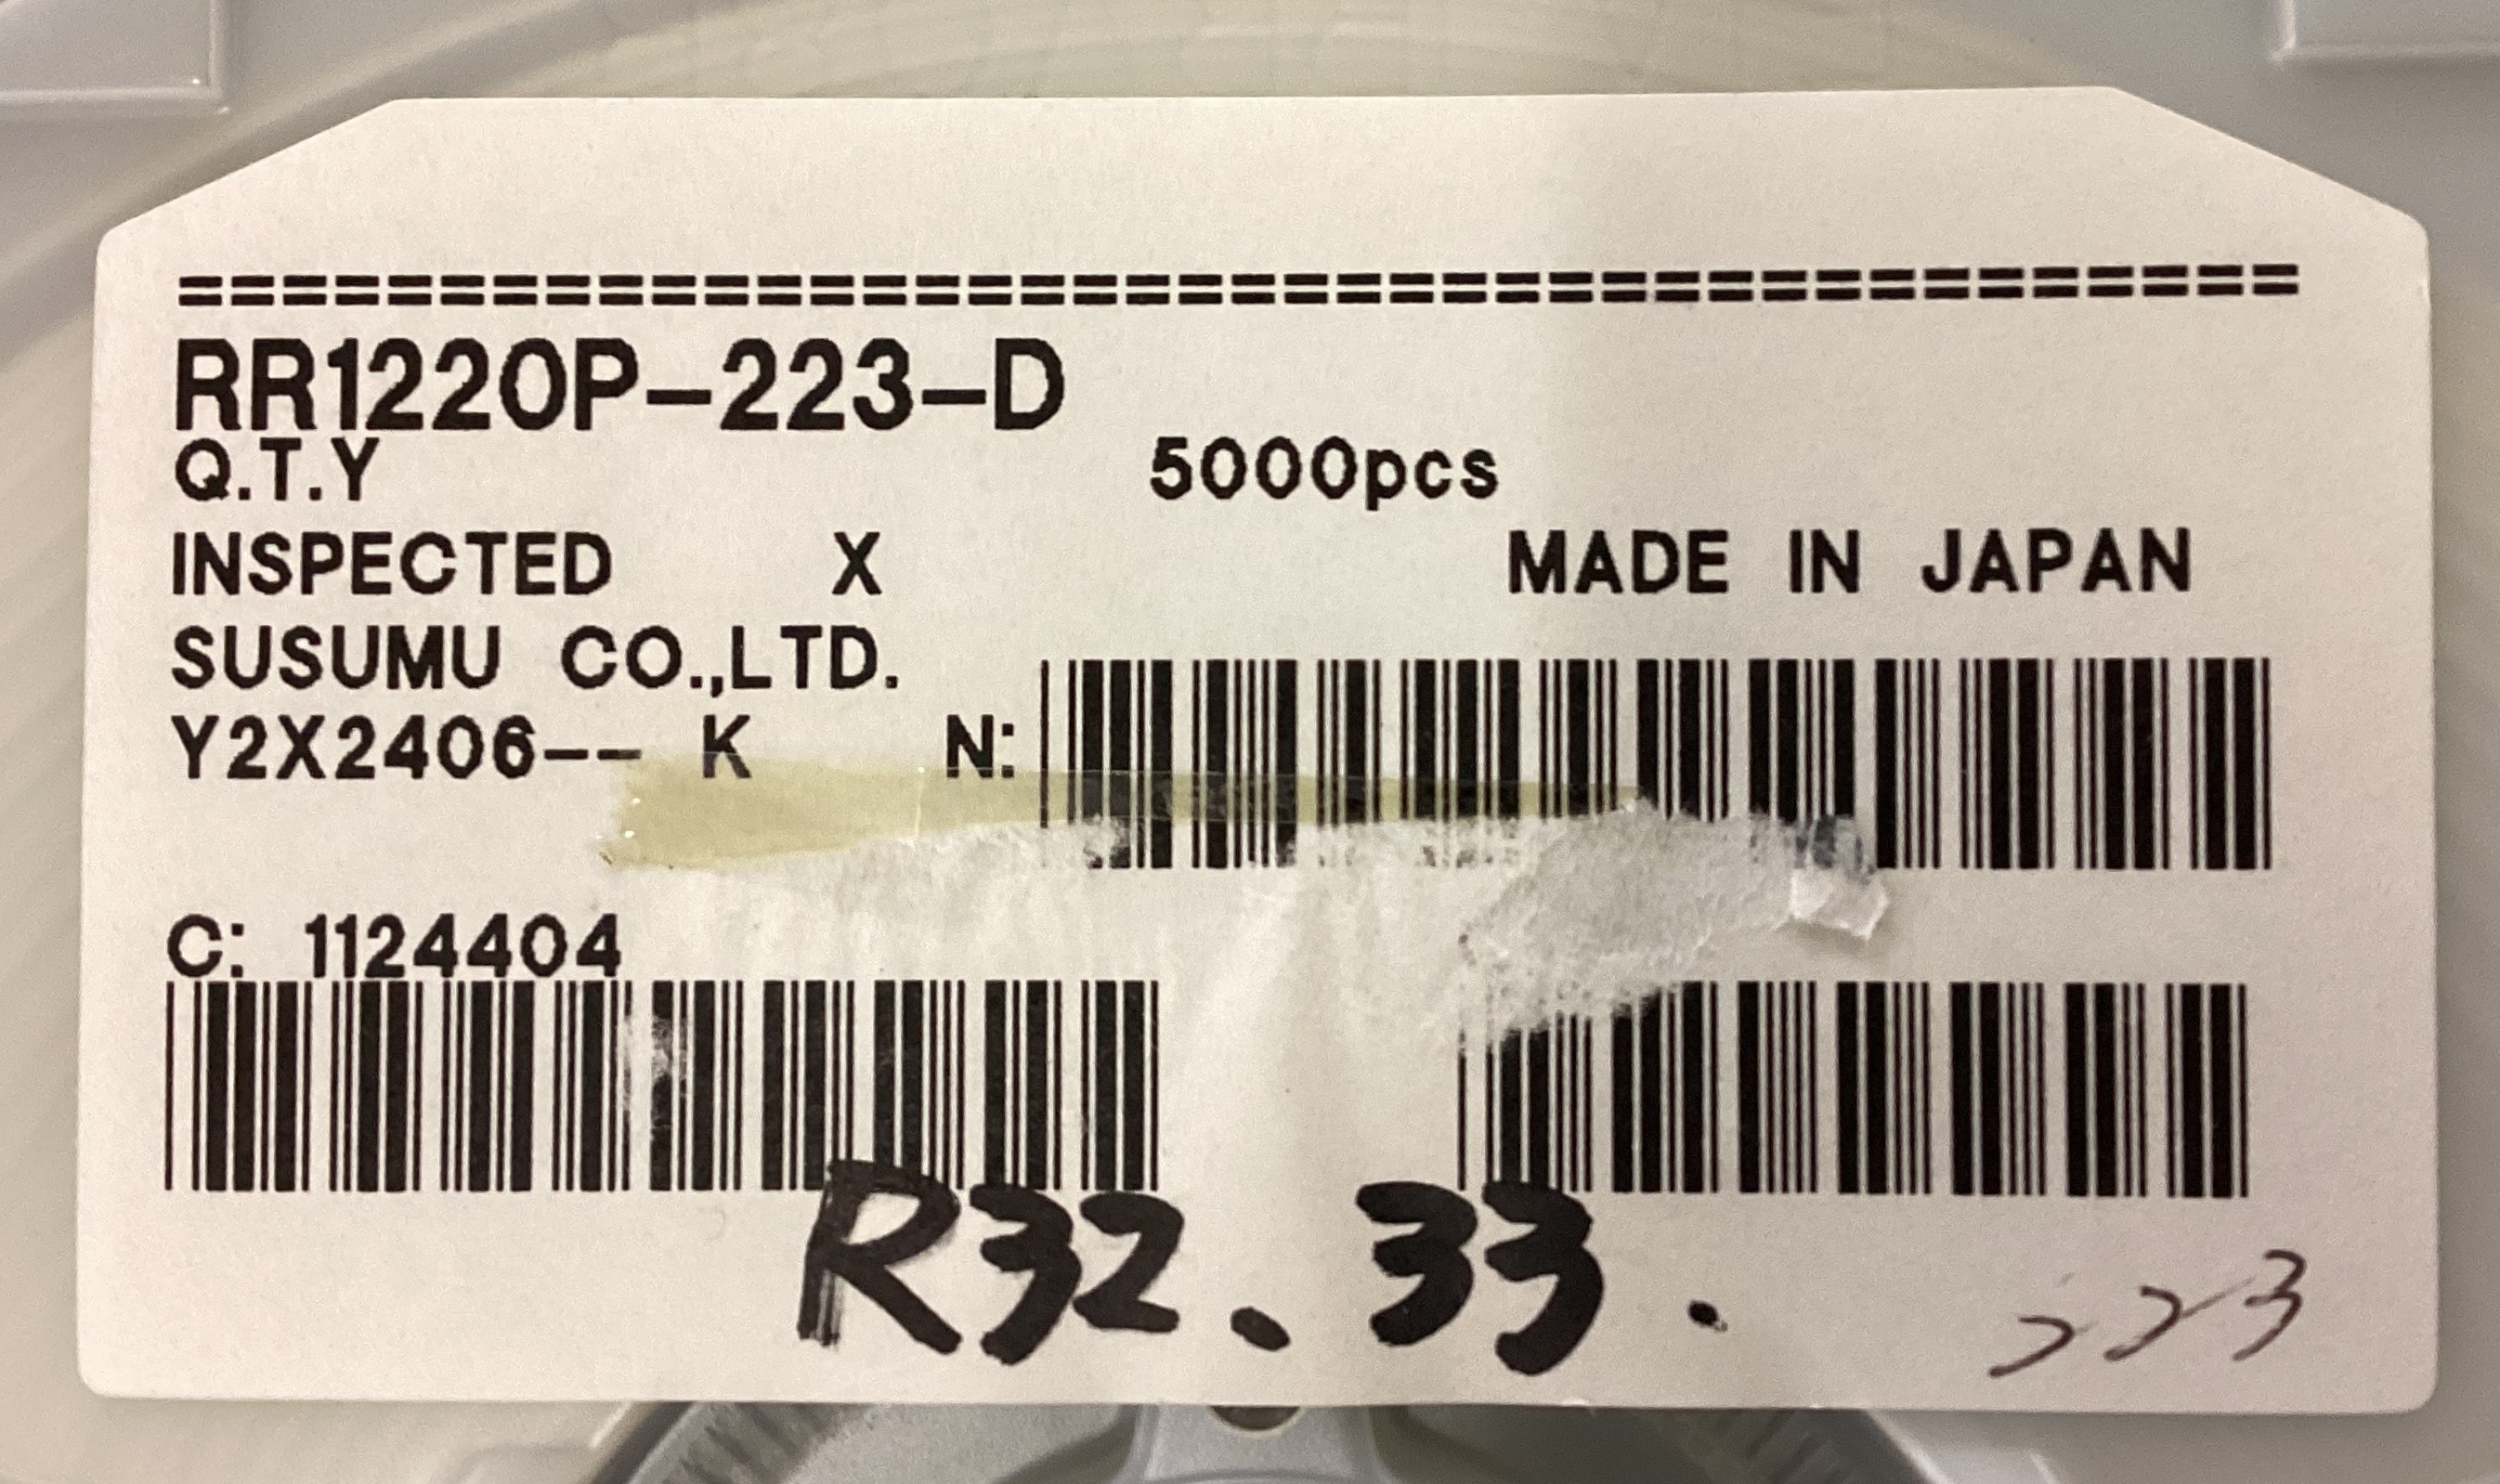 ========================================
RR1220P-223-D
Q.T.Y 5000pcs
INSPECTED X MADE IN JAPAN
SUSUMU CO.,LTD.
Y2X2406-- K N:
C: 1124404
R32. 33.
223